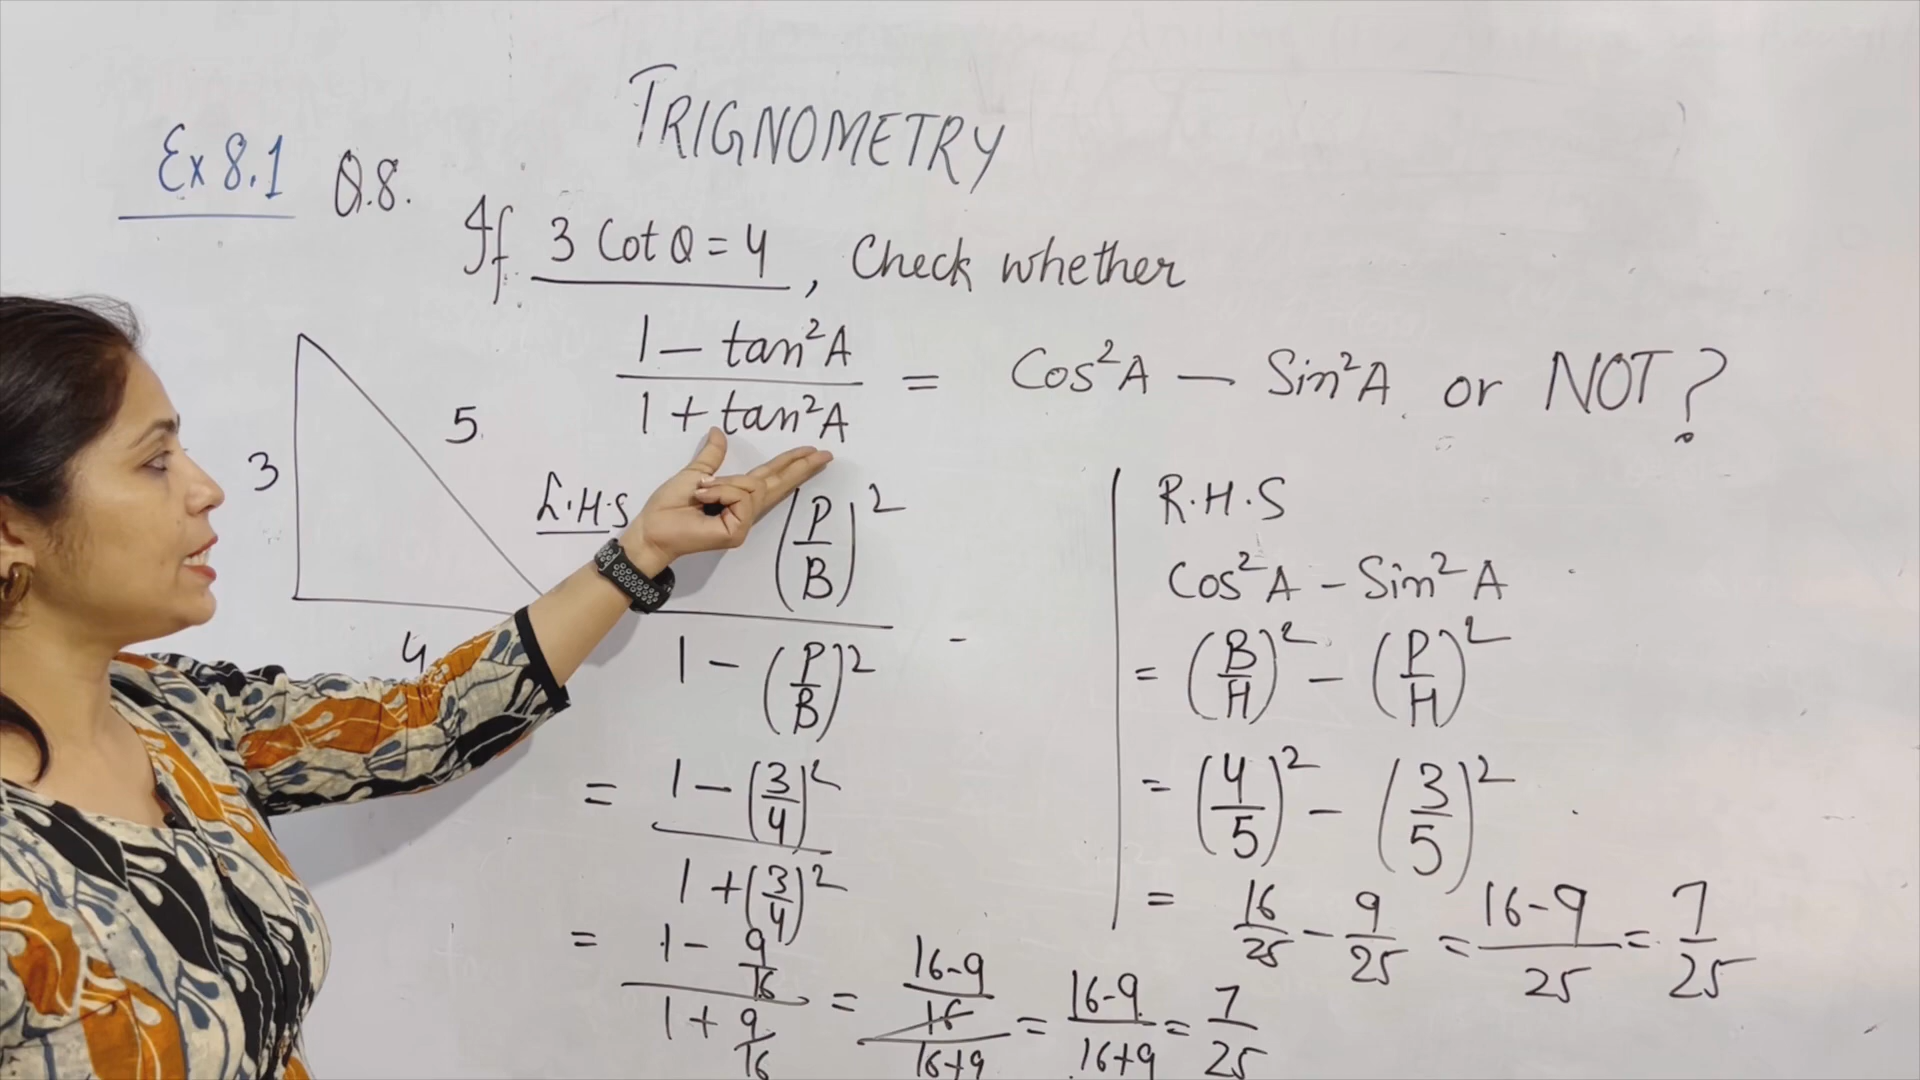 TRIGNOMETRY
Ex 8.1 Q.8.
If 3 Cot Q = 4, Check whether
1 - tan²A / 1 + tan²A = Cos²A - Sin²A or NOT?
3
5
4
L.H.S
(P/B)²
1 - (P/B)²
= 1 - (3/4)² / 1 + (3/4)²
= 1 - 9/16 / 1 + 9/16 = 16-9/16 / 16+9 = 16-9 / 16+9 = 7/25
R.H.S
Cos²A - Sin²A
= (B/H)² - (P/H)²
= (4/5)² - (3/5)²
= 16/25 - 9/25 = 16-9/25 = 7/25